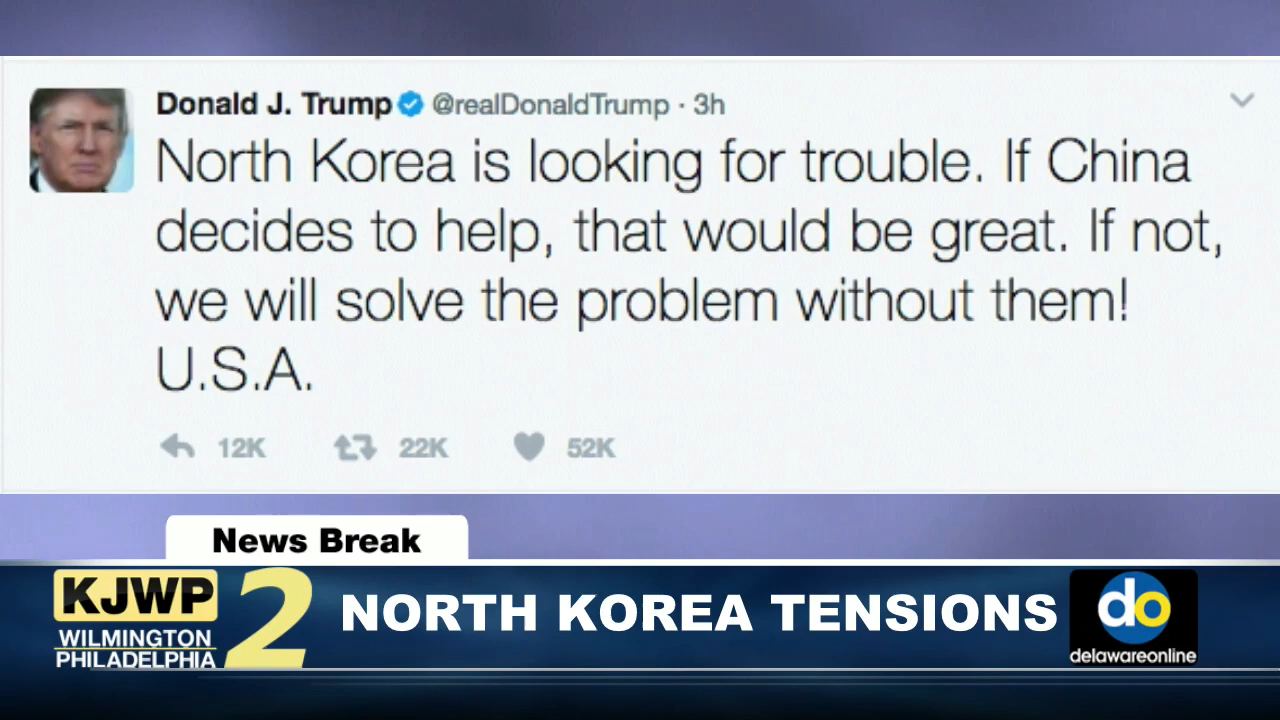 Donald J. Trump @realDonaldTrump · 3h
North Korea is looking for trouble. If China
decides to help, that would be great. If not,
we will solve the problem without them!
U.S.A.
12K 22K 52K
News Break
KJWP 2
WILMINGTON
PHILADELPHIA
NORTH KOREA TENSIONS
do
delawareonline